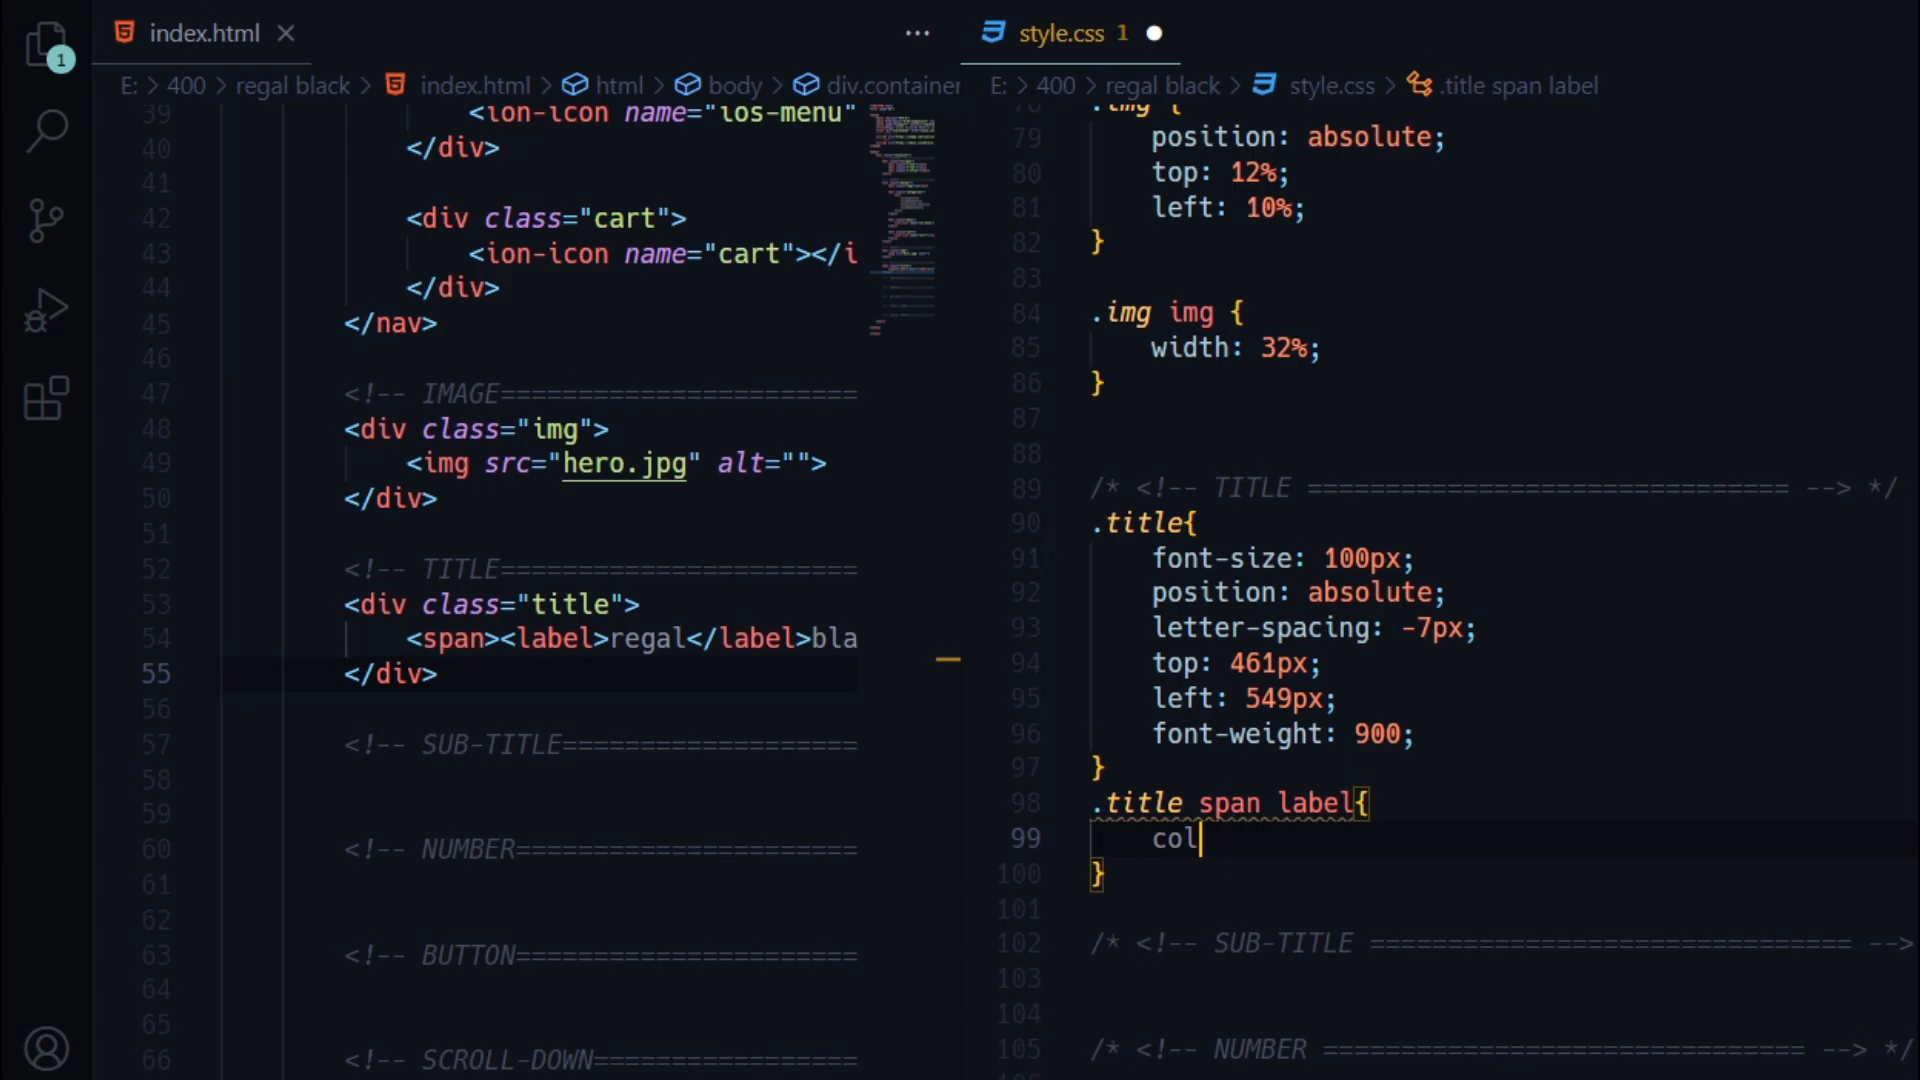 index.html
E: > 400 > regal black > index.html > html > body > div.container
39 <ion-icon name="ios-menu"
40 </div>
41
42 <div class="cart">
43 <ion-icon name="cart"></i
44 </div>
45 </nav>
46
47 <!-- IMAGE=======================
48 <div class="img">
49 <img src="hero.jpg" alt="">
50 </div>
51
52 <!-- TITLE=======================
53 <div class="title">
54 <span><label>regal</label>bla
55 </div>
56
57 <!-- SUB-TITLE===================
58
59
60 <!-- NUMBER======================
61
62
63 <!-- BUTTON======================
64
65
66 <!-- SCROLL-DOWN=================
1
style.css 1
E: > 400 > regal black > style.css > .title span label
78 .img {
79 position: absolute;
80 top: 12%;
81 left: 10%;
82 }
83
84 .img img {
85 width: 32%;
86 }
87
88
89 /* <!-- TITLE =============================== --> */
90 .title{
91 font-size: 100px;
92 position: absolute;
93 letter-spacing: -7px;
94 top: 461px;
95 left: 549px;
96 font-weight: 900;
97 }
98 .title span label{
99 col
100 }
101
102 /* <!-- SUB-TITLE =============================== -->
103
104
105 /* <!-- NUMBER =============================== --> */